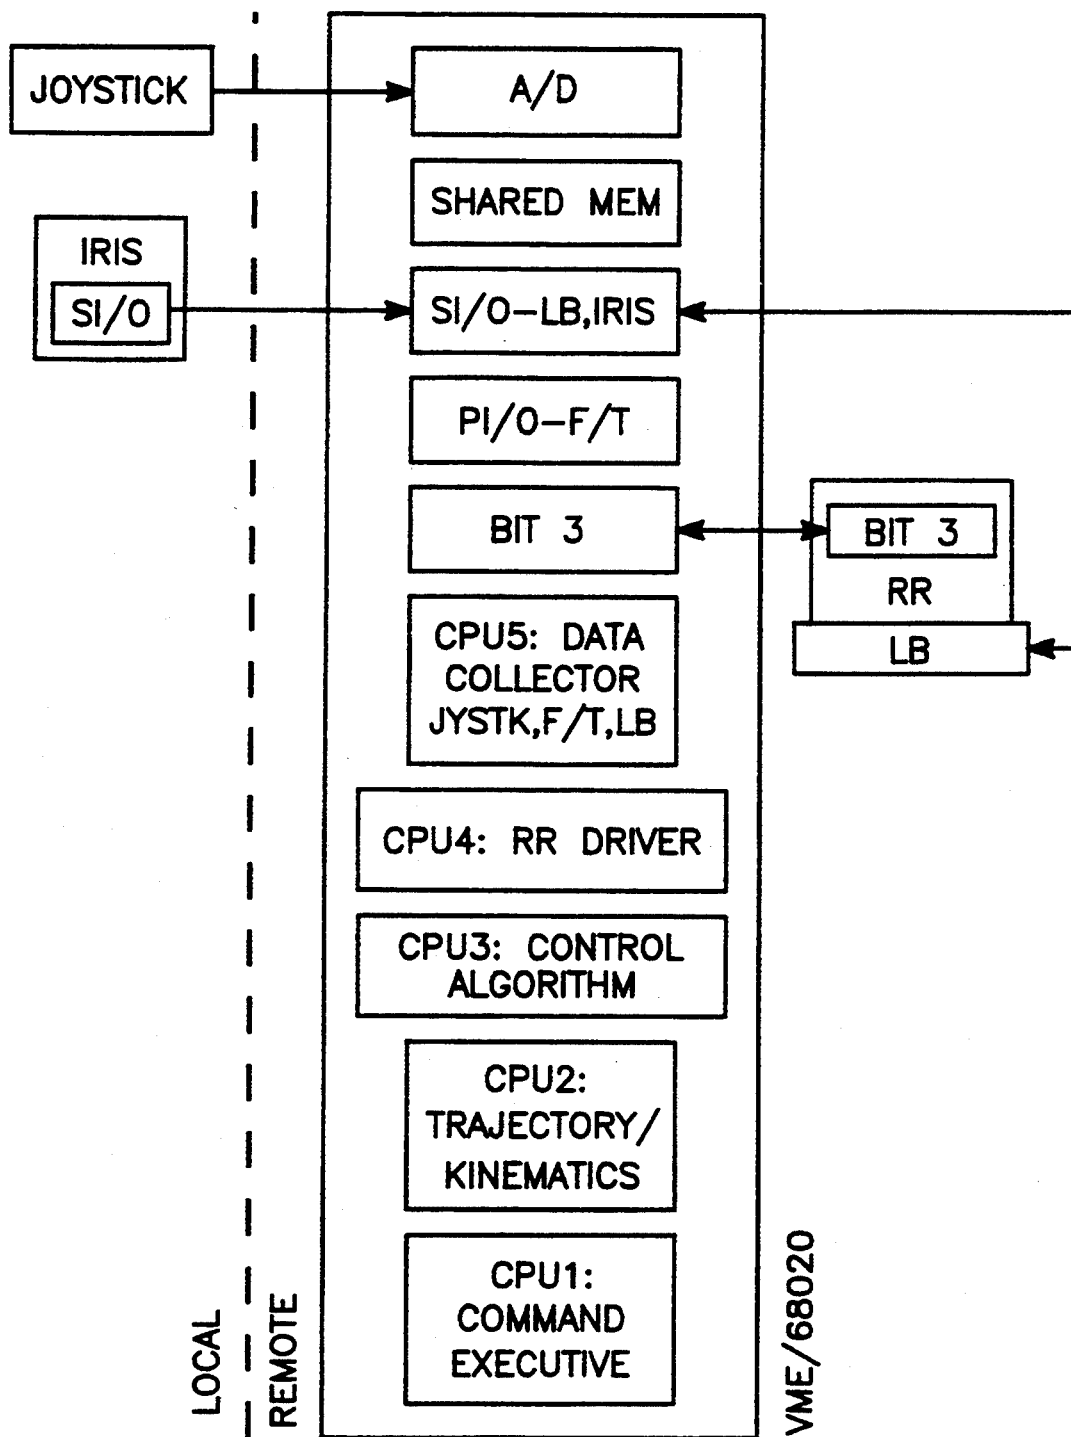 JOYSTICK
A/D
SHARED MEM
IRIS
SI/O
SI/O-LB,IRIS
PI/O-F/T
BIT 3
BIT 3
RR
LB
CPU5: DATA
COLLECTOR
JYSTK,F/T,LB
CPU4: RR DRIVER
CPU3: CONTROL
ALGORITHM
CPU2:
TRAJECTORY/
KINEMATICS
CPU1:
COMMAND
EXECUTIVE
LOCAL
REMOTE
VME/68020